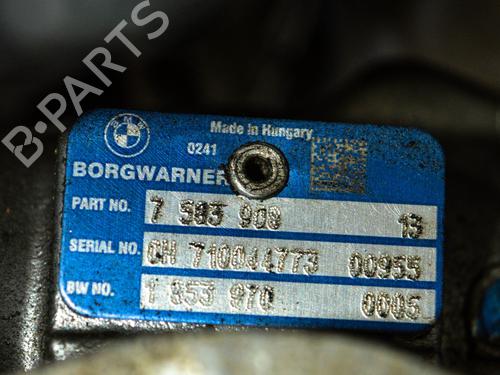 B-PARTS
BMW
Made in Hungary
0241
BORGWARNER
PART NO. 7 593 908 13
SERIAL NO. GH 710044773 00955
BW NO. 1 853 970 0005